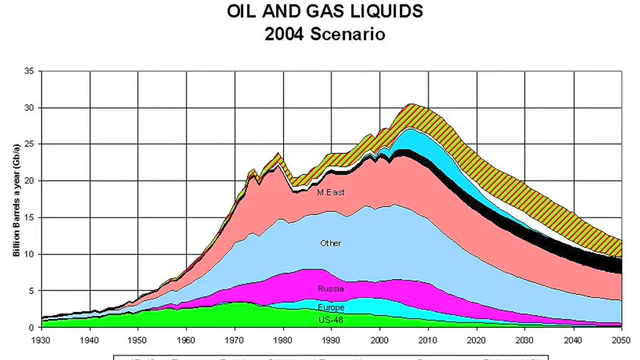 OIL AND GAS LIQUIDS
2004 Scenario
Billion Barrels a year (Gb/a)
35
30
25
20
15
10
5
0
M.East
Other
Russia
Europe
US-48
1930 1940 1950 1960 1970 1980 1990 2000 2010 2020 2030 2040 2050